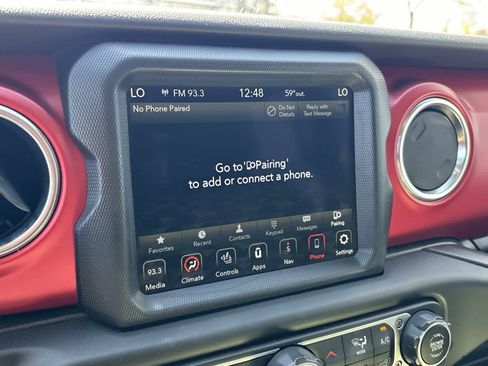 LO FM 93.3 12:48 59°out. LO
No Phone Paired
Do Not Disturb
Reply with Text Message
Go to 'Pairing'
to add or connect a phone.
Favorites Recent Contacts Keypad Messages Pairing
93.3
S
Media Climate Controls Apps Nav Phone Settings
A/C
BROWSE
ENTER